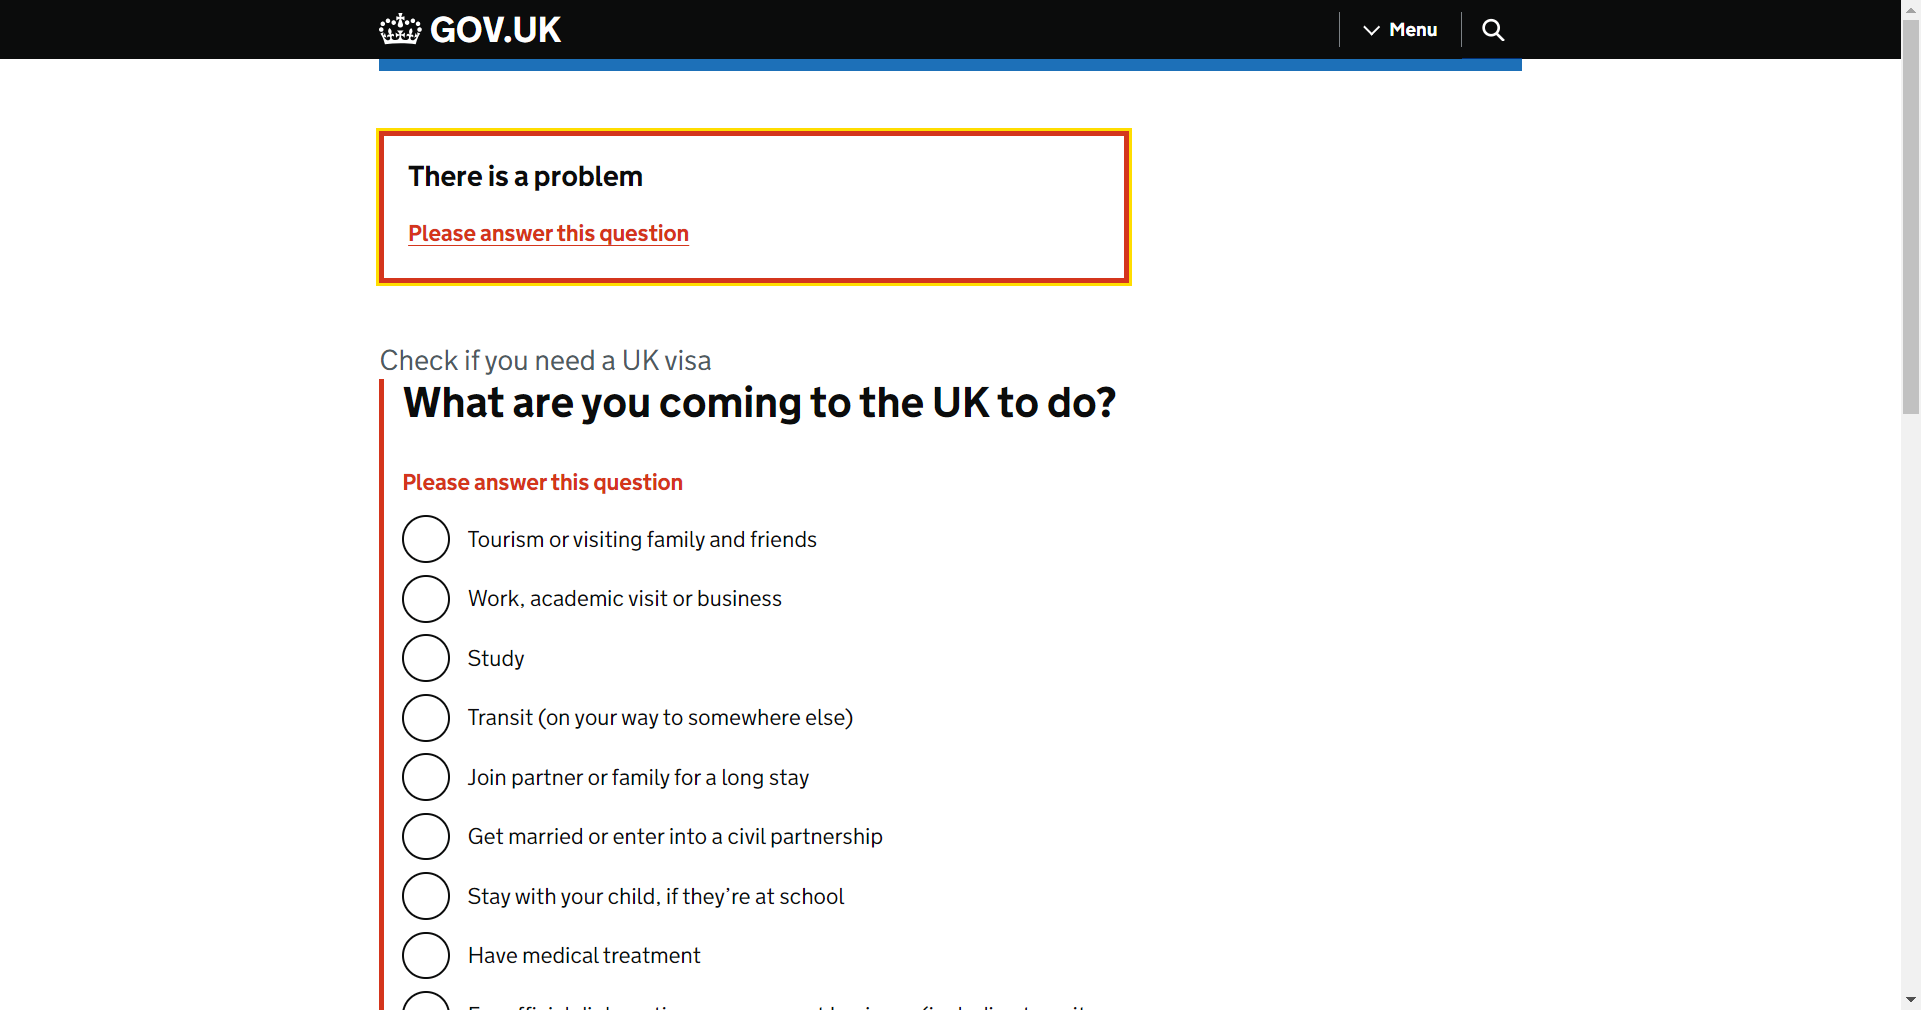 GOV.UK
Menu
There is a problem
Please answer this question
Check if you need a UK visa
What are you coming to the UK to do?
Please answer this question
Tourism or visiting family and friends
Work, academic visit or business
Study
Transit (on your way to somewhere else)
Join partner or family for a long stay
Get married or enter into a civil partnership
Stay with your child, if they’re at school
Have medical treatment